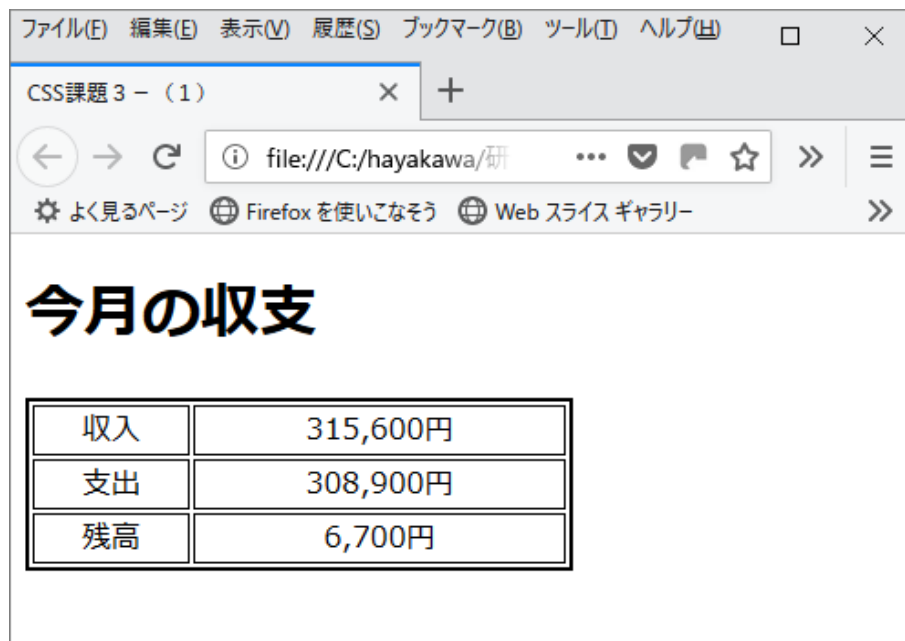 ファイル(F) 編集(E) 表示(V) 履歴(S) ブックマーク(B) ツール(T) ヘルプ(H)
CSS課題3－（1）
file:///C:/hayakawa/研
よく見るページ Firefox を使いこなそう Web スライス ギャラリー
今月の収支
収入 315,600円
支出 308,900円
残高 6,700円